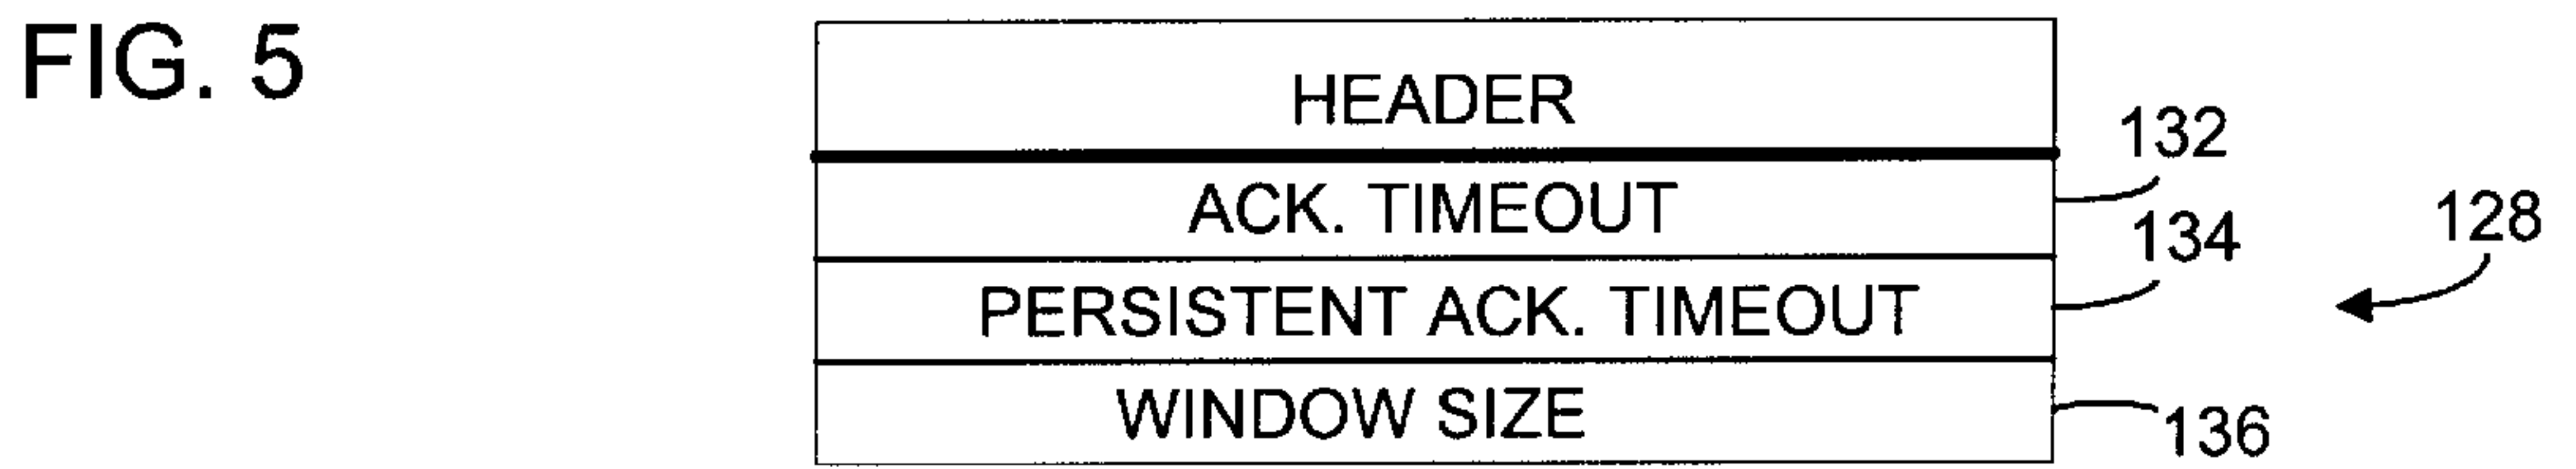 FIG. 5
HEADER
132
ACK. TIMEOUT
134
128
PERSISTENT ACK. TIMEOUT
WINDOW SIZE
136